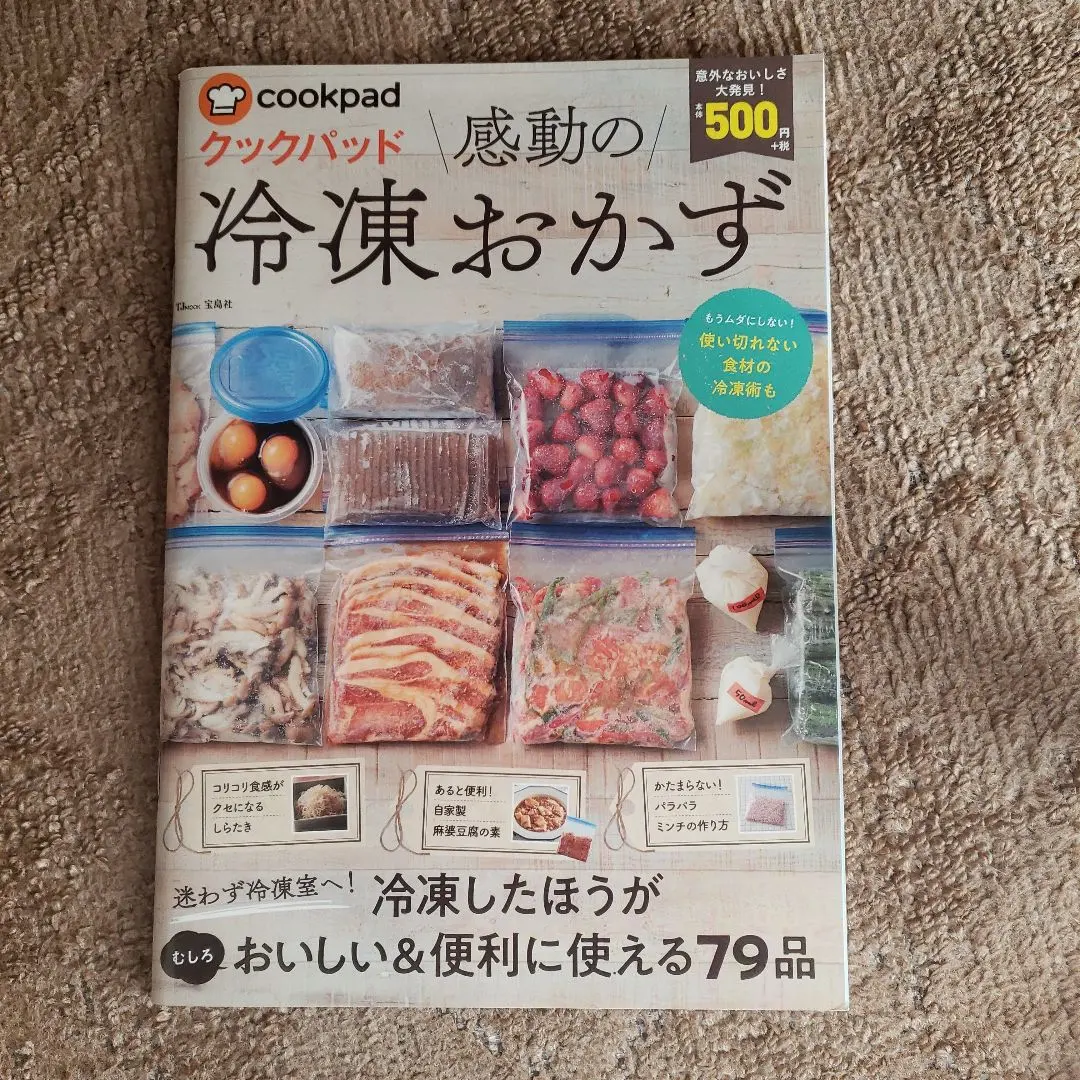 cookpad
クックパッド
感動の
冷凍おかず
意外なおいしさ
大発見！
本体500円
+税
TJMOOK 宝島社
もうムダにしない！
使い切れない
食材の
冷凍術も
100ml
50ml
コリコリ食感が
クセになる
しらたき
あると便利！
自家製
麻婆豆腐の素
かたまらない！
パラパラ
ミンチの作り方
迷わず冷凍室へ！
冷凍したほうが
むしろ
おいしい＆便利に使える79品